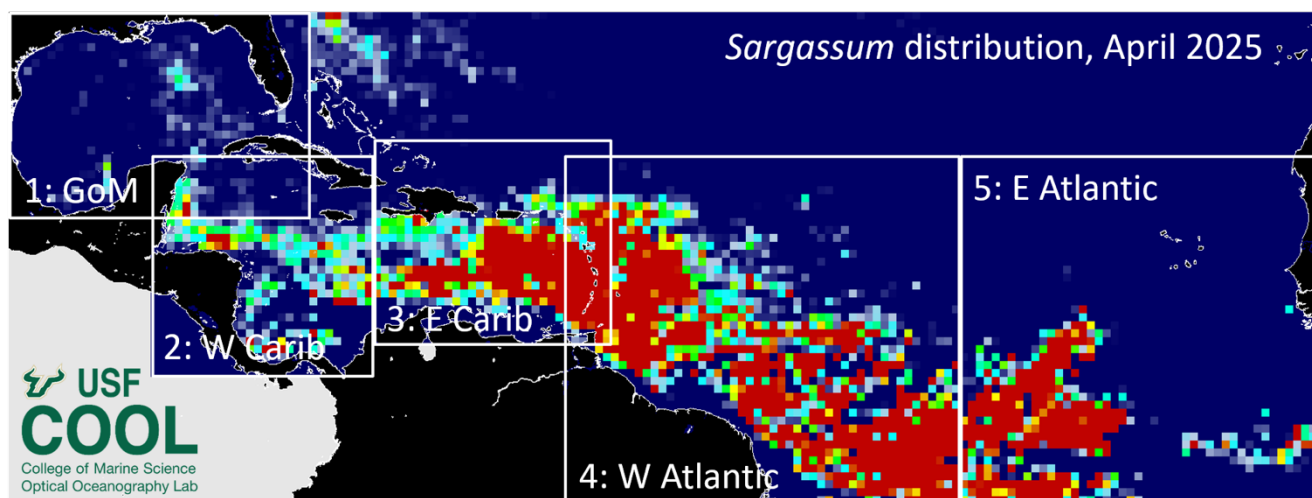 Sargassum distribution, April 2025
1: GoM
5: E Atlantic
3: E Carib
2: W Carib
4: W Atlantic
USF
COOL
College of Marine Science
Optical Oceanography Lab